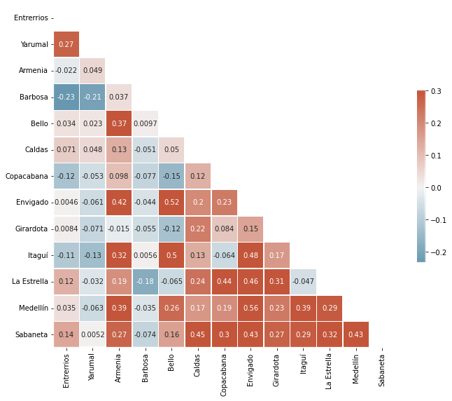 Entrerrios
Yarumal 0.27
Armenia -0.022 0.049
Barbosa -0.23 -0.21 0.037
Bello 0.034 0.023 0.37 0.0097
Caldas 0.071 0.048 0.13 -0.051 0.05
Copacabana -0.12 -0.053 0.098 -0.077 -0.15 0.12
Envigado 0.0046 -0.061 0.42 -0.044 0.52 0.2 0.23
Girardota 0.0084 -0.071 -0.015 -0.055 -0.12 0.22 0.084 0.15
Itaguí -0.11 -0.13 0.32 0.0056 0.5 0.13 -0.064 0.48 0.17
La Estrella 0.12 -0.032 0.19 -0.18 -0.065 0.24 0.44 0.46 0.31 -0.047
Medellín 0.035 -0.063 0.39 -0.035 0.26 0.17 0.19 0.56 0.23 0.39 0.29
Sabaneta 0.14 0.0052 0.27 -0.074 0.16 0.45 0.3 0.43 0.27 0.29 0.32 0.43
Entrerrios Yarumal Armenia Barbosa Bello Caldas Copacabana Envigado Girardota Itaguí La Estrella Medellín Sabaneta
0.3
0.2
0.1
0.0
−0.1
−0.2